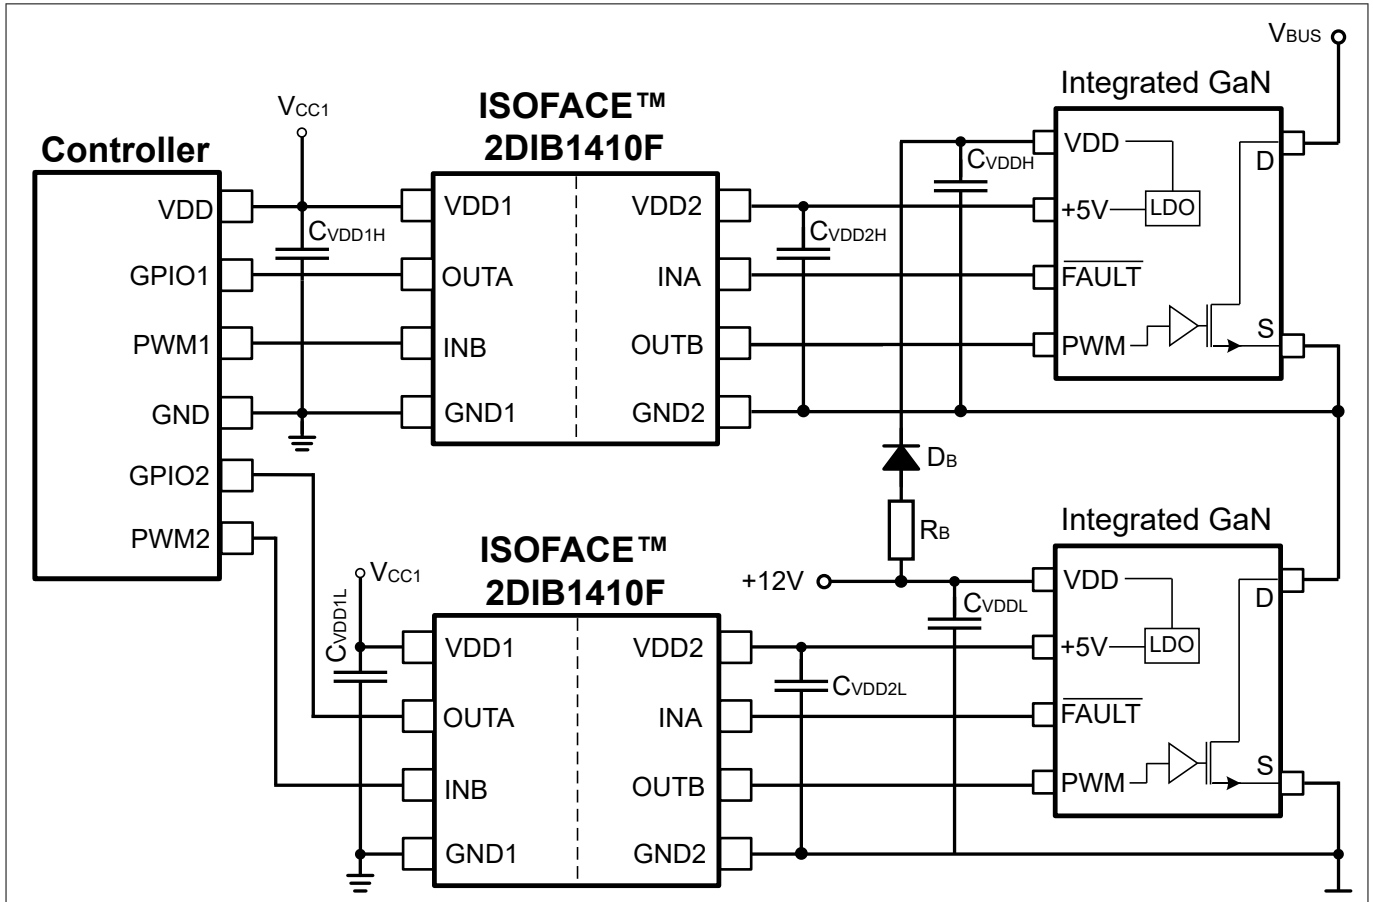 VBUS
Integrated GaN
VCC1
ISOFACE™
2DIB1410F
Controller
VDD
GPIO1
PWM1
GND
GPIO2
PWM2
CVDD1H
VDD1
OUTA
INB
GND1
VDD2
INA
OUTB
GND2
CVDD2H
CVDDH
VDD
+5V
LDO
FAULT
PWM
D
S
DB
RB
+12V
Integrated GaN
ISOFACE™
2DIB1410F
VCC1
CVDD1L
VDD1
OUTA
INB
GND1
VDD2
INA
OUTB
GND2
CVDD2L
CVDDL
VDD
+5V
LDO
FAULT
PWM
D
S